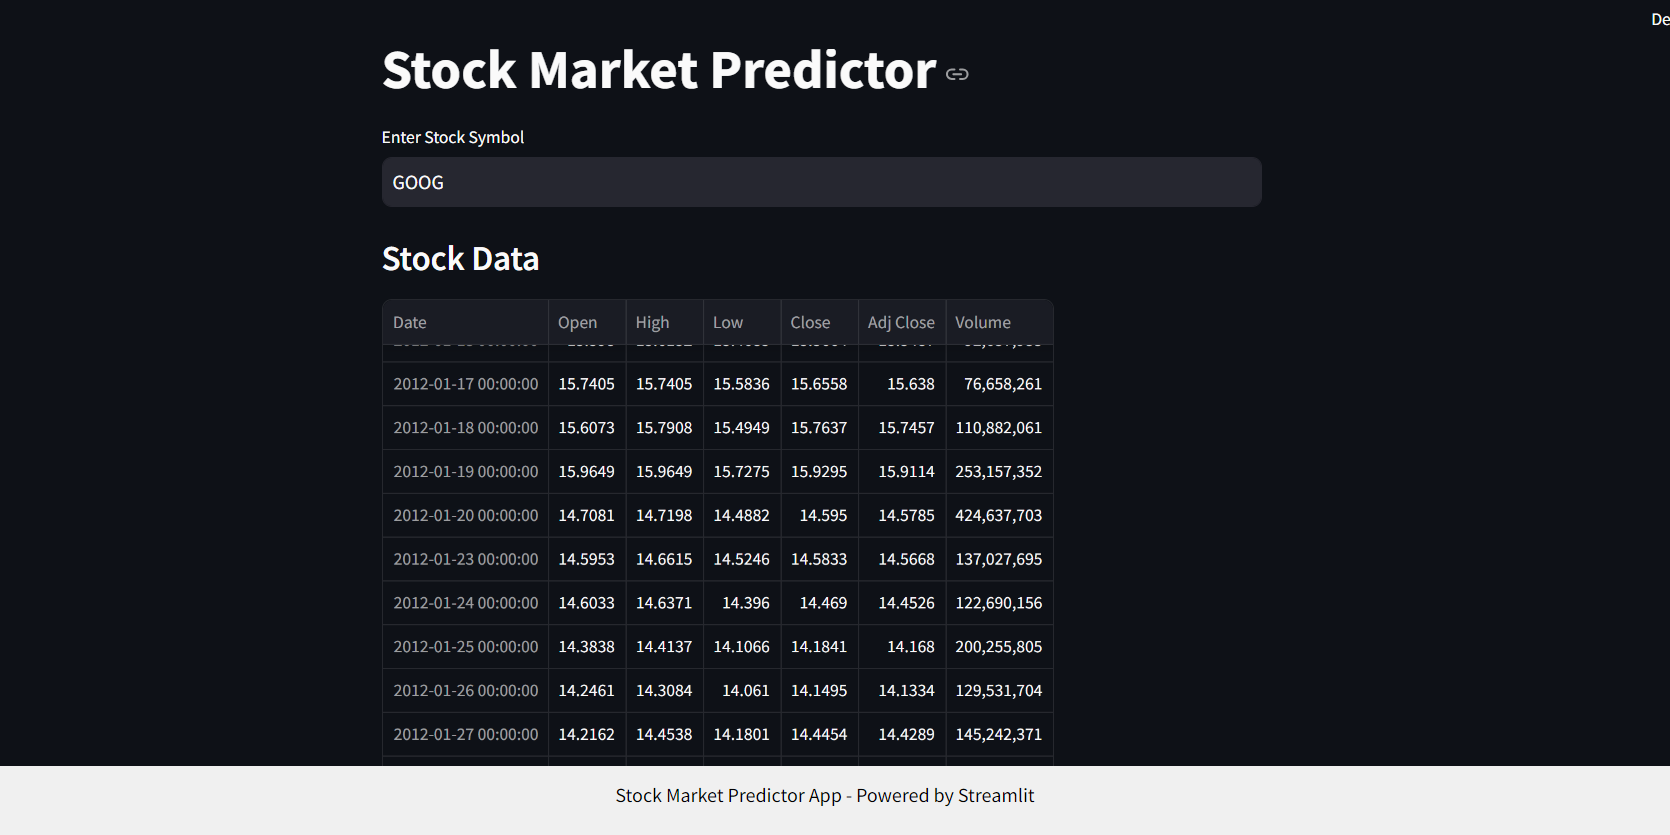 De
Stock Market Predictor
Enter Stock Symbol
GOOG
Stock Data
Date Open High Low Close Adj Close Volume
2012-01-17 00:00:00 15.7405 15.7405 15.5836 15.6558 15.638 76,658,261
2012-01-18 00:00:00 15.6073 15.7908 15.4949 15.7637 15.7457 110,882,061
2012-01-19 00:00:00 15.9649 15.9649 15.7275 15.9295 15.9114 253,157,352
2012-01-20 00:00:00 14.7081 14.7198 14.4882 14.595 14.5785 424,637,703
2012-01-23 00:00:00 14.5953 14.6615 14.5246 14.5833 14.5668 137,027,695
2012-01-24 00:00:00 14.6033 14.6371 14.396 14.469 14.4526 122,690,156
2012-01-25 00:00:00 14.3838 14.4137 14.1066 14.1841 14.168 200,255,805
2012-01-26 00:00:00 14.2461 14.3084 14.061 14.1495 14.1334 129,531,704
2012-01-27 00:00:00 14.2162 14.4538 14.1801 14.4454 14.4289 145,242,371
Stock Market Predictor App - Powered by Streamlit